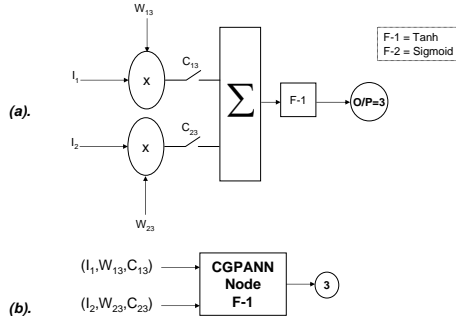 W13
F-1 = Tanh
F-2 = Sigmoid
C13
I1
x
(a).
Σ
F-1
O/P=3
C23
I2
x
W23
(I1,W13,C13)
CGPANN
Node
F-1
3
(I2,W23,C23)
(b).